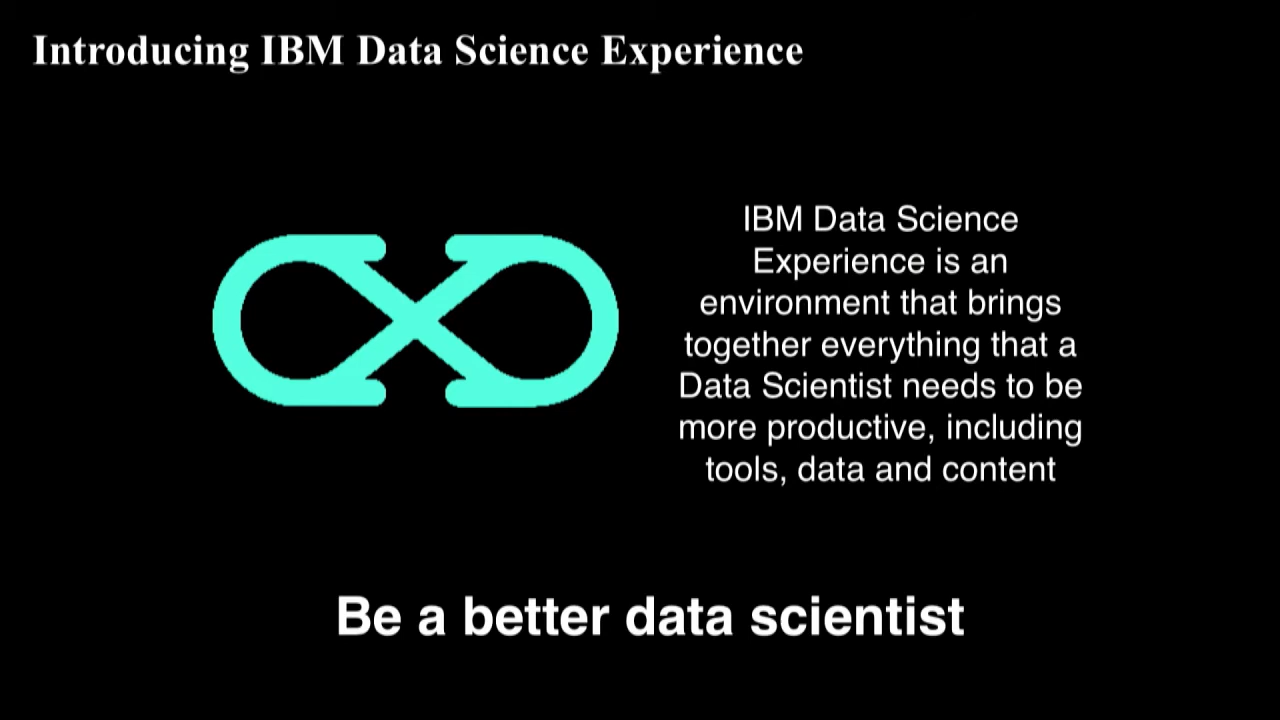 Introducing IBM Data Science Experience
IBM Data Science
Experience is an
environment that brings
together everything that a
Data Scientist needs to be
more productive, including
tools, data and content
Be a better data scientist